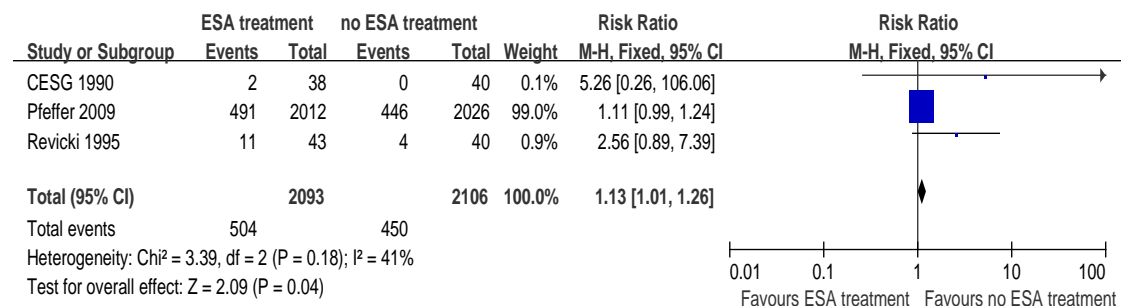 ESA treatment no ESA treatment Risk Ratio Risk Ratio
Study or Subgroup Events Total Events Total Weight M-H, Fixed, 95% CI M-H, Fixed, 95% CI
CESG 1990 2 38 0 40 0.1% 5.26 [0.26, 106.06]
Pfeffer 2009 491 2012 446 2026 99.0% 1.11 [0.99, 1.24]
Revicki 1995 11 43 4 40 0.9% 2.56 [0.89, 7.39]
Total (95% CI) 2093 2106 100.0% 1.13 [1.01, 1.26]
Total events 504 450
Heterogeneity: Chi² = 3.39, df = 2 (P = 0.18); I² = 41%
Test for overall effect: Z = 2.09 (P = 0.04)
0.01 0.1 1 10 100
Favours ESA treatment Favours no ESA treatment